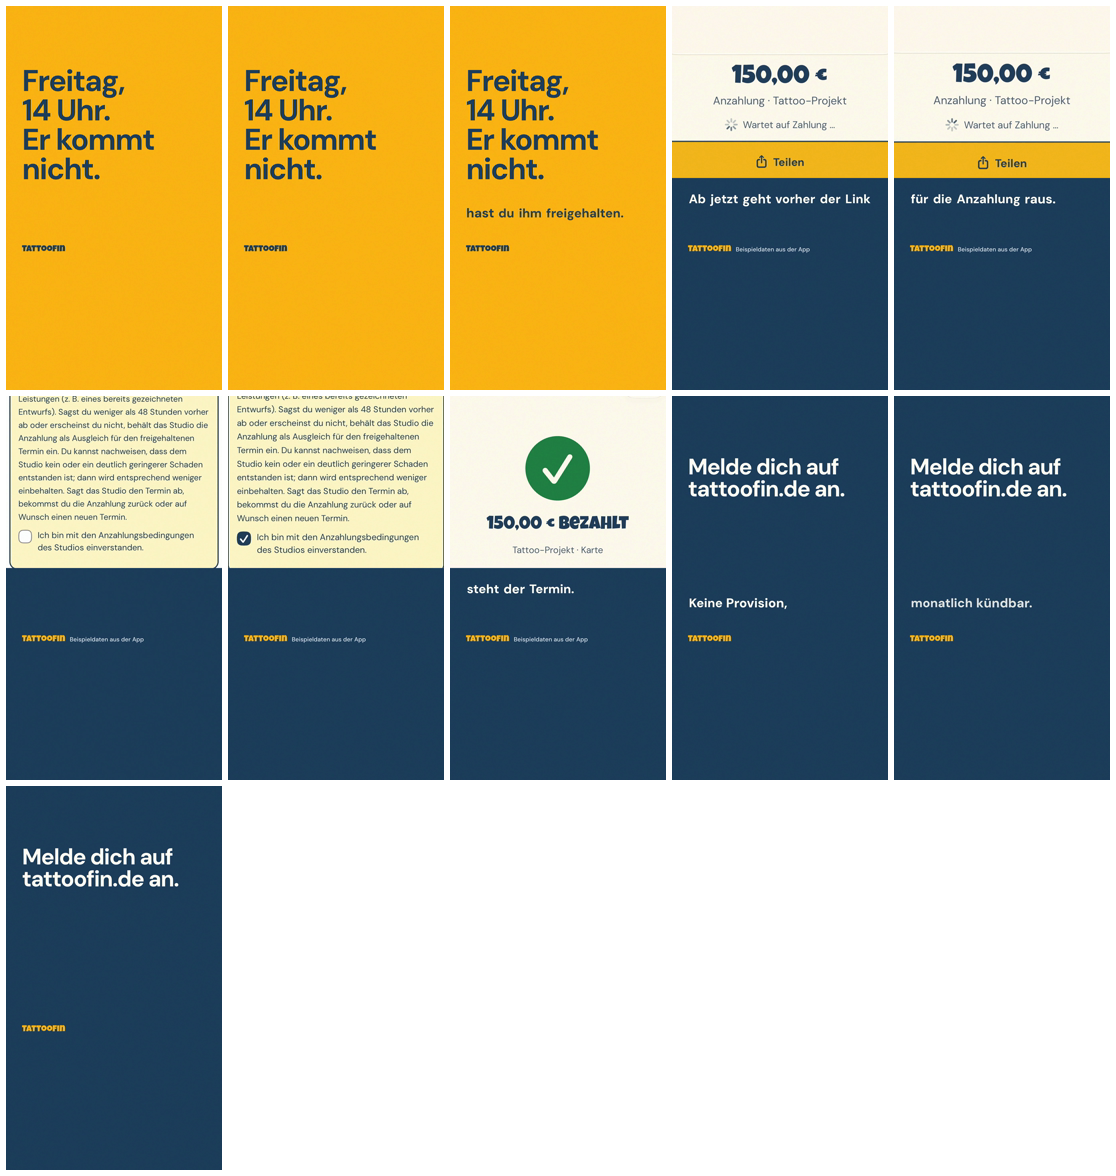 Freitag,
14 Uhr.
Er kommt
nicht.
TATTOOFIN
Freitag,
14 Uhr.
Er kommt
nicht.
TATTOOFIN
Freitag,
14 Uhr.
Er kommt
nicht.
hast du ihm freigehalten.
TATTOOFIN
150,00 €
Anzahlung · Tattoo-Projekt
Wartet auf Zahlung …
Teilen
Ab jetzt geht vorher der Link
TATTOOFIN Beispieldaten aus der App
150,00 €
Anzahlung · Tattoo-Projekt
Wartet auf Zahlung …
Teilen
für die Anzahlung raus.
TATTOOFIN Beispieldaten aus der App
Leistungen (z. B. eines bereits gezeichneten
Entwurfs). Sagst du weniger als 48 Stunden vorher
ab oder erscheinst du nicht, behält das Studio die
Anzahlung als Ausgleich für den freigehaltenen
Termin ein. Du kannst nachweisen, dass dem
Studio kein oder ein deutlich geringerer Schaden
entstanden ist; dann wird entsprechend weniger
einbehalten. Sagt das Studio den Termin ab,
bekommst du die Anzahlung zurück oder auf
Wunsch einen neuen Termin.
Ich bin mit den Anzahlungsbedingungen
des Studios einverstanden.
TATTOOFIN Beispieldaten aus der App
Leistungen (z. B. eines bereits gezeichneten
Entwurfs). Sagst du weniger als 48 Stunden vorher
ab oder erscheinst du nicht, behält das Studio die
Anzahlung als Ausgleich für den freigehaltenen
Termin ein. Du kannst nachweisen, dass dem
Studio kein oder ein deutlich geringerer Schaden
entstanden ist; dann wird entsprechend weniger
einbehalten. Sagt das Studio den Termin ab,
bekommst du die Anzahlung zurück oder auf
Wunsch einen neuen Termin.
Ich bin mit den Anzahlungsbedingungen
des Studios einverstanden.
TATTOOFIN Beispieldaten aus der App
150,00 € BEZAHLT
Tattoo-Projekt · Karte
steht der Termin.
TATTOOFIN Beispieldaten aus der App
Melde dich auf
tattoofin.de an.
Keine Provision,
TATTOOFIN
Melde dich auf
tattoofin.de an.
monatlich kündbar.
TATTOOFIN
Melde dich auf
tattoofin.de an.
TATTOOFIN